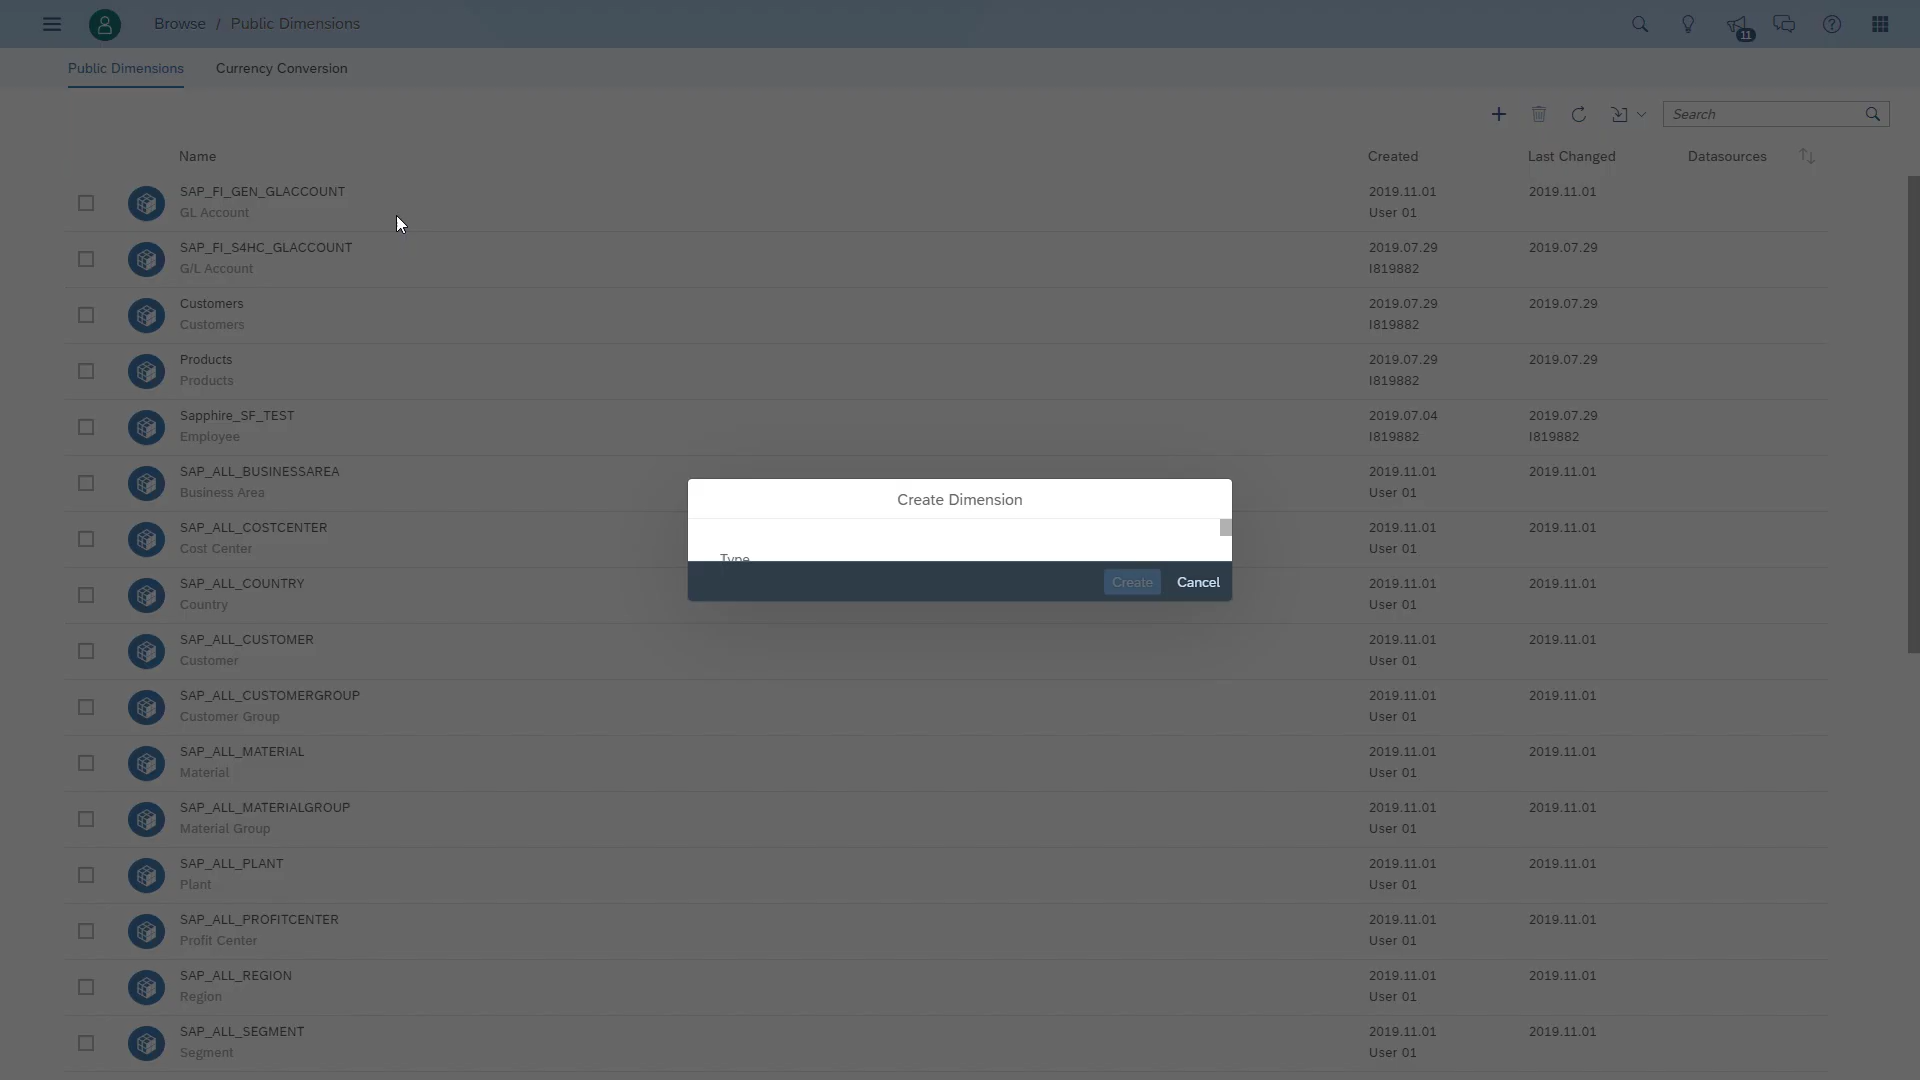 Browse / Public Dimensions
11
Public Dimensions Currency Conversion
Search
Name Created Last Changed Datasources
SAP_FI_GEN_GLACCOUNT 2019.11.01 2019.11.01
GL Account User 01
SAP_FI_S4HC_GLACCOUNT 2019.07.29 2019.07.29
G/L Account I819882
Customers 2019.07.29 2019.07.29
Customers I819882
Products 2019.07.29 2019.07.29
Products I819882
Sapphire_SF_TEST 2019.07.04 2019.07.29
Employee I819882 I819882
SAP_ALL_BUSINESSAREA 2019.11.01 2019.11.01
Business Area User 01
Create Dimension
Type
Create Cancel
SAP_ALL_COSTCENTER 2019.11.01 2019.11.01
Cost Center User 01
SAP_ALL_COUNTRY 2019.11.01 2019.11.01
Country User 01
SAP_ALL_CUSTOMER 2019.11.01 2019.11.01
Customer User 01
SAP_ALL_CUSTOMERGROUP 2019.11.01 2019.11.01
Customer Group User 01
SAP_ALL_MATERIAL 2019.11.01 2019.11.01
Material User 01
SAP_ALL_MATERIALGROUP 2019.11.01 2019.11.01
Material Group User 01
SAP_ALL_PLANT 2019.11.01 2019.11.01
Plant User 01
SAP_ALL_PROFITCENTER 2019.11.01 2019.11.01
Profit Center User 01
SAP_ALL_REGION 2019.11.01 2019.11.01
Region User 01
SAP_ALL_SEGMENT 2019.11.01 2019.11.01
Segment User 01